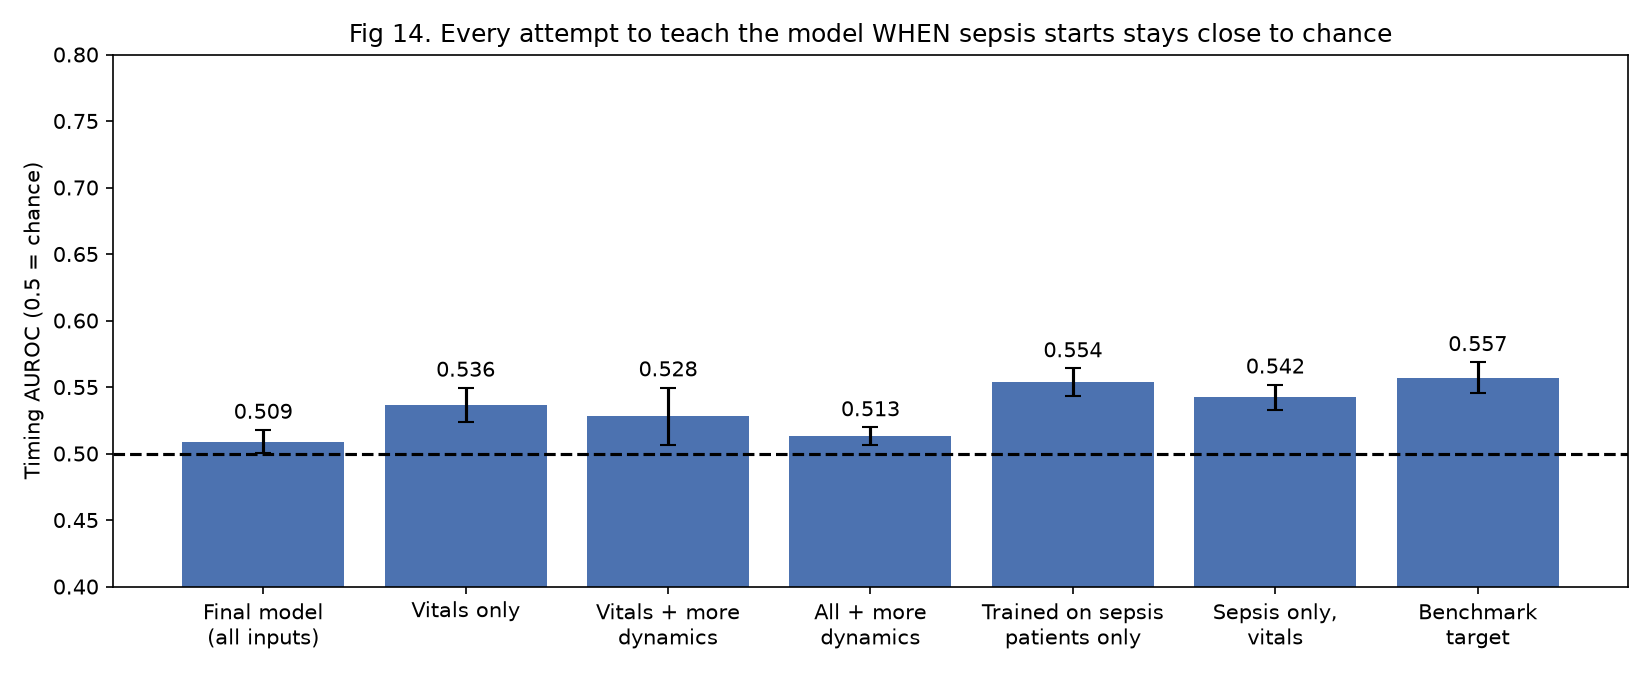 Fig 14. Every attempt to teach the model WHEN sepsis starts stays close to chance
Timing AUROC (0.5 = chance)
0.80
0.75
0.70
0.65
0.60
0.55
0.50
0.45
0.40
0.509
0.536
0.528
0.513
0.554
0.542
0.557
Final model
(all inputs)
Vitals only
Vitals + more
dynamics
All + more
dynamics
Trained on sepsis
patients only
Sepsis only,
vitals
Benchmark
target